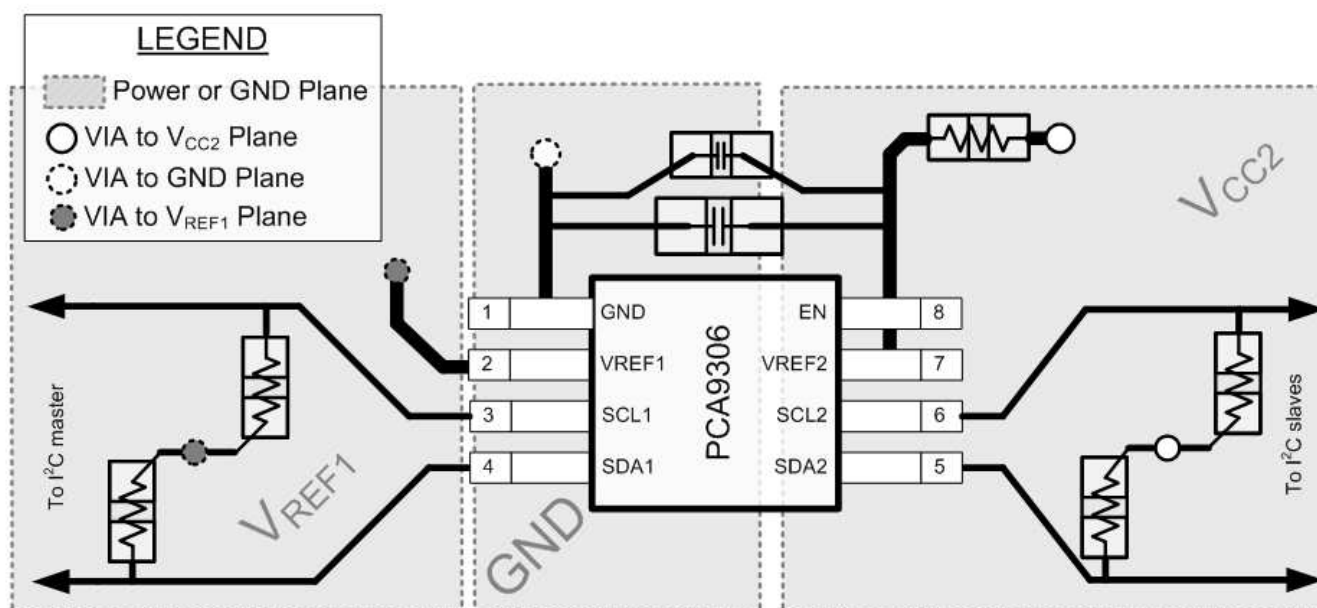 LEGEND
Power or GND Plane
VIA to VCC2 Plane
VIA to GND Plane
VIA to VREF1 Plane
VCC2
1 GND EN 8
2 VREF1 VREF2 7
3 SCL1 SCL2 6
4 SDA1 SDA2 5
PCA9306
To I²C master
To I²C slaves
VREF1
GND